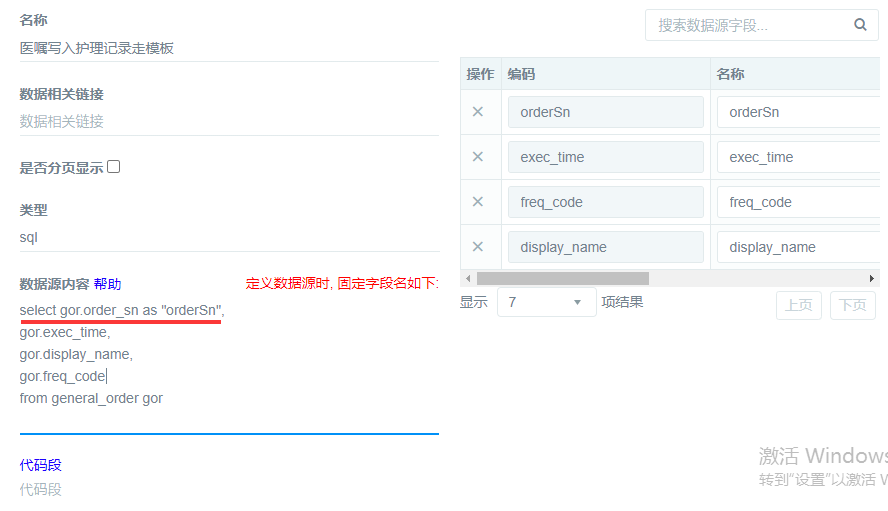 名称
医嘱写入护理记录走模板
数据相关链接
数据相关链接
是否分页显示
类型
sql
数据源内容 帮助 定义数据源时, 固定字段名如下:
select gor.order_sn as "orderSn",
gor.exec_time,
gor.display_name,
gor.freq_code
from general_order gor
代码段
代码段
搜索数据源字段...
操作 编码 名称
orderSn orderSn
exec_time exec_time
freq_code freq_code
display_name display_name
显示 7 项结果 上页 下页
激活 Windows
转到"设置"以激活 W